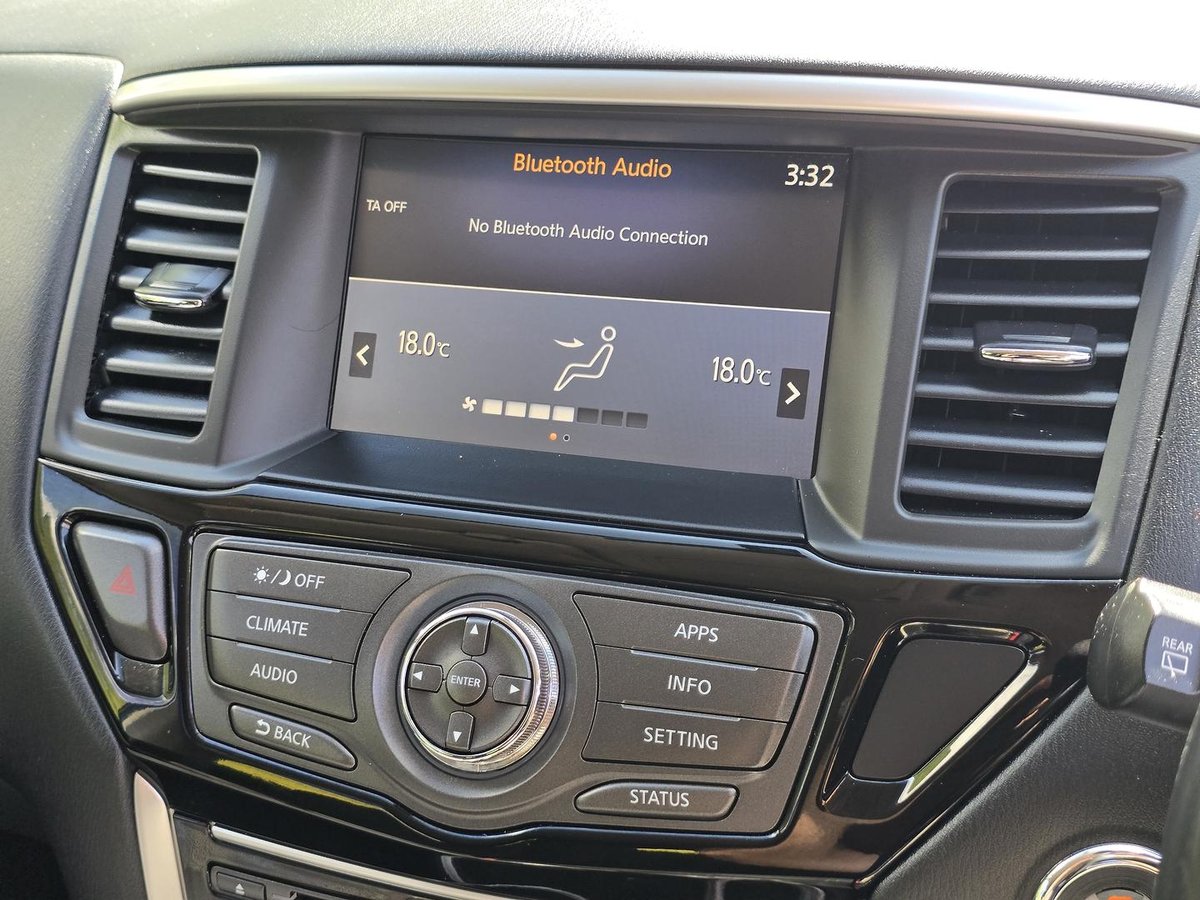 Bluetooth Audio
3:32
TA OFF
No Bluetooth Audio Connection
18.0°C
18.0°C
OFF
CLIMATE
AUDIO
BACK
ENTER
APPS
INFO
SETTING
STATUS
REAR